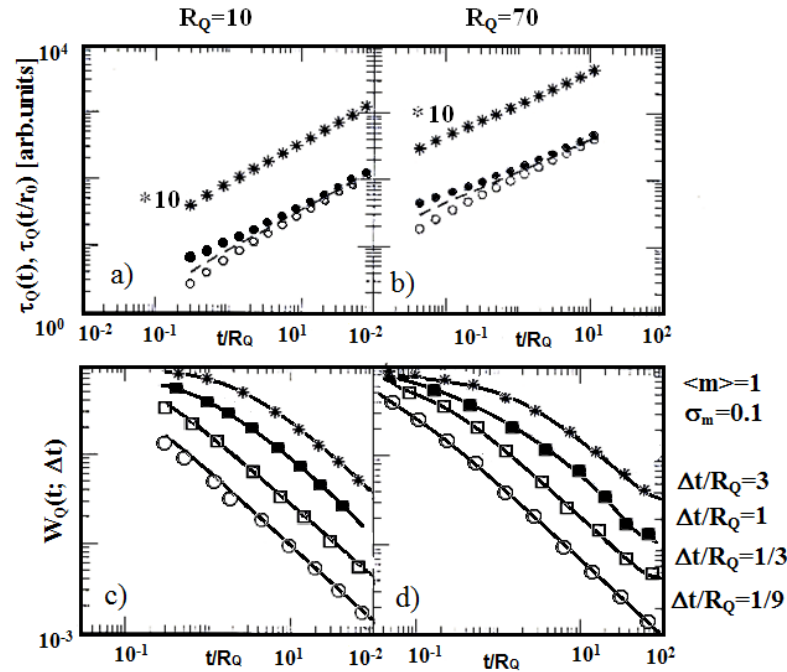 R_Q=10
R_Q=70
10^4
τ_Q(t), τ_Q(t/r_0) [arb.units]
*10
*10
a)
b)
10^0
10^-2
10^-1
10^1
10^-2
10^-1
10^1
10^2
t/R_Q
t/R_Q
W_Q(t; Δt)
c)
d)
<m>=1
σ_m=0.1
Δt/R_Q=3
Δt/R_Q=1
Δt/R_Q=1/3
Δt/R_Q=1/9
10^-3
10^-1
t/R_Q
10^1
10^-2
10^-1
t/R_Q
10^1
10^2